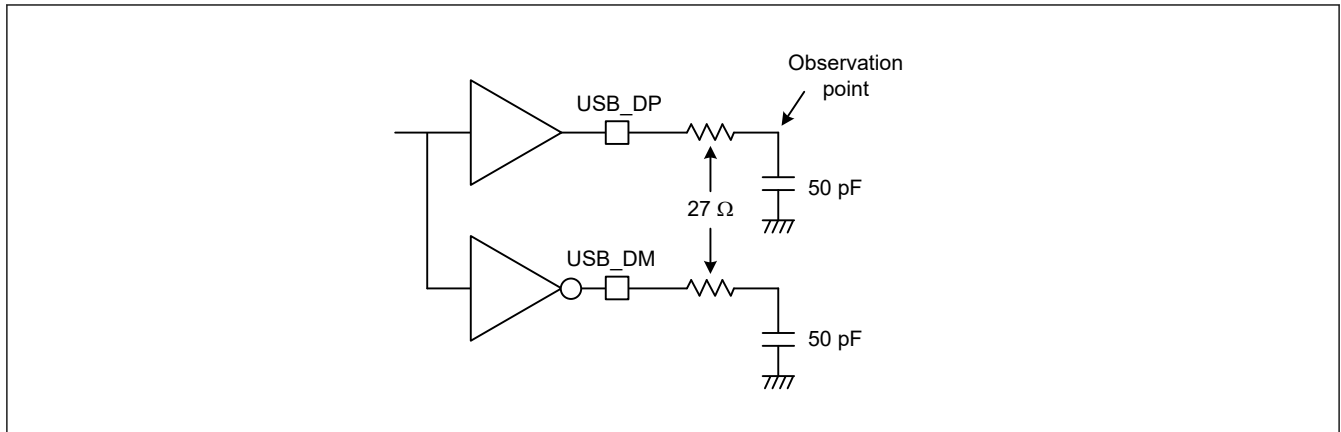 Observation
point
USB_DP
50 pF
27 Ω
USB_DM
50 pF